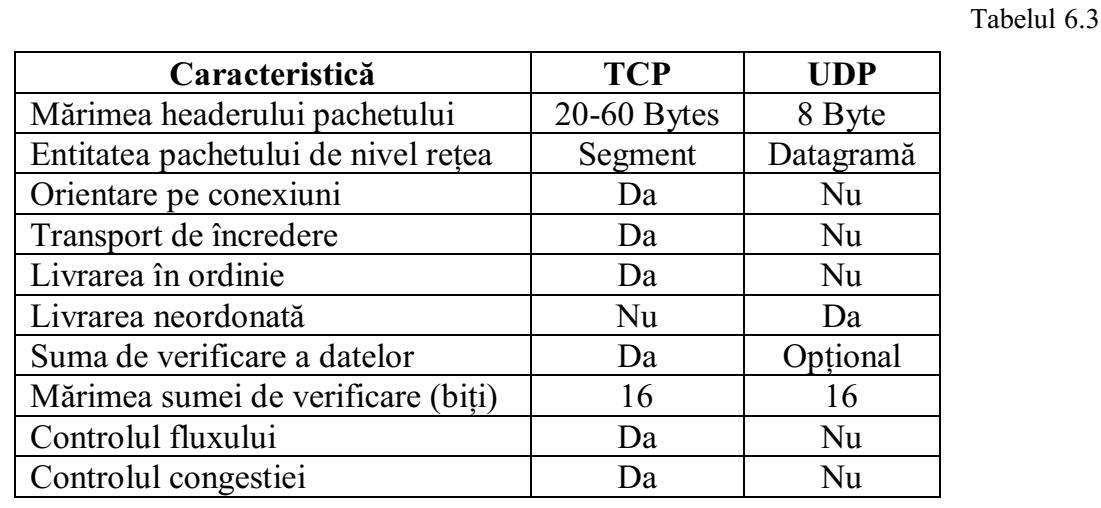 Tabelul 6.3
Caracteristică TCP UDP
Mărimea headerului pachetului 20-60 Bytes 8 Byte
Entitatea pachetului de nivel rețea Segment Datagramă
Orientare pe conexiuni Da Nu
Transport de încredere Da Nu
Livrarea în ordinie Da Nu
Livrarea neordonată Nu Da
Suma de verificare a datelor Da Opțional
Mărimea sumei de verificare (biți) 16 16
Controlul fluxului Da Nu
Controlul congestiei Da Nu